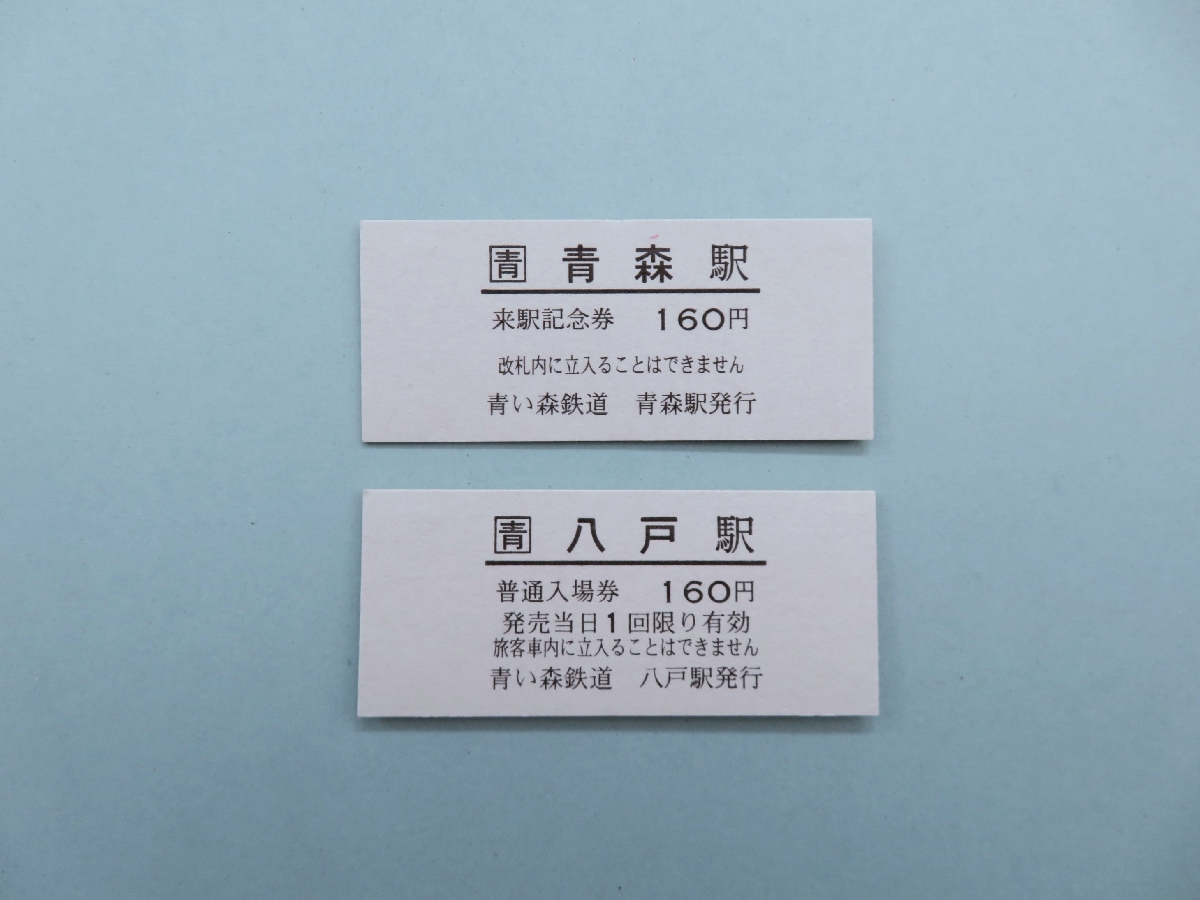 青 青森駅
来駅記念券 160円
改札内に立入ることはできません
青い森鉄道 青森駅発行
青 八戸駅
普通入場券 160円
発売当日1回限り有効
旅客車内に立入ることはできません
青い森鉄道 八戸駅発行